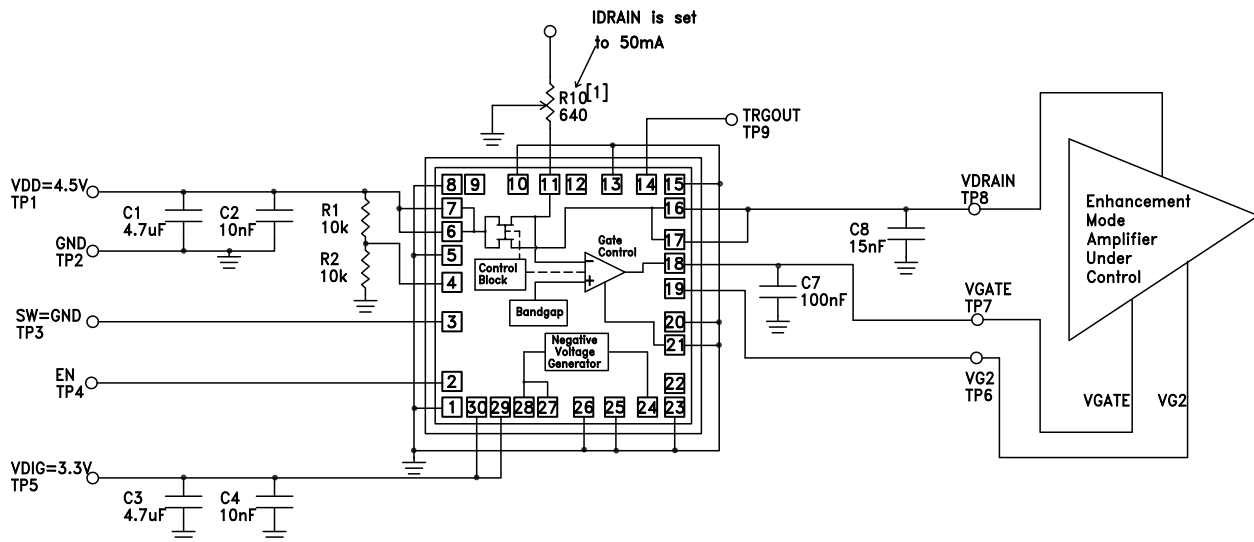 IDRAIN is set
to 50mA
R10[1]
640
TRGOUT
TP9
VDD=4.5V
TP1
C1
4.7uF
C2
10nF
R1
10k
R2
10k
GND
TP2
SW=GND
TP3
EN
TP4
VDIG=3.3V
TP5
C3
4.7uF
C4
10nF
8
9
10
11
12
13
14
15
7
6
5
4
3
2
1
16
17
18
19
20
21
22
30
29
28
27
26
25
24
23
Gate
Control
Control
Block
Bandgap
Negative
Voltage
Generator
C8
15nF
C7
100nF
VDRAIN
TP8
VGATE
TP7
VG2
TP6
Enhancement
Mode
Amplifier
Under
Control
VGATE
VG2